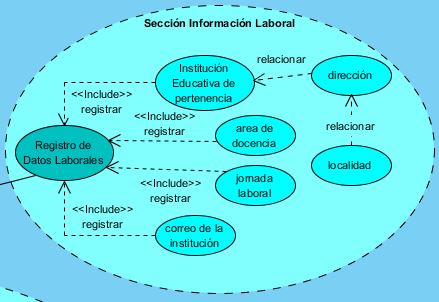 Sección Información Laboral
Institución
Educativa de
pertenencia
relacionar
dirección
<<Include>>
registrar
<<Include>>
registrar
area de
docencia
relacionar
Registro de
Datos Laborales
localidad
<<Include>>
registrar
jornada
laboral
<<Include>>
registrar
correo de la
institución